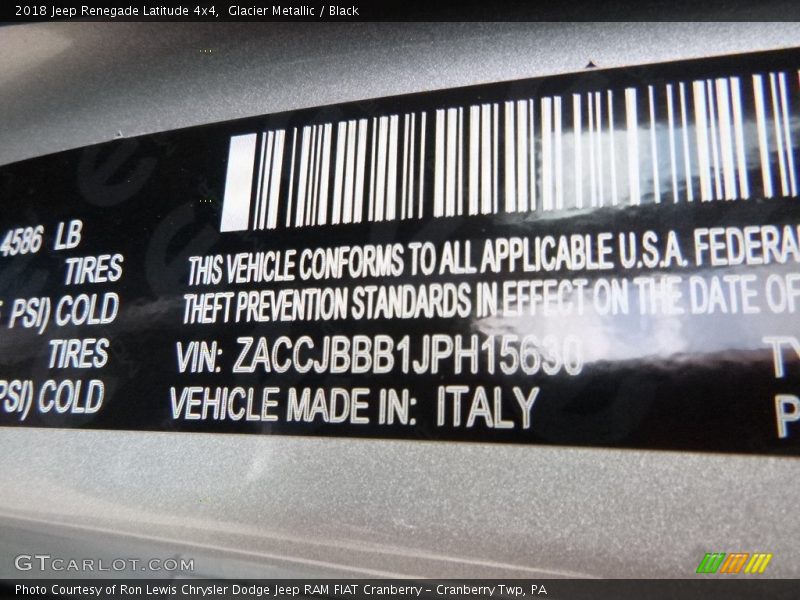 2018 Jeep Renegade Latitude 4x4, Glacier Metallic / Black
4586 LB
TIRES
PSI) COLD
TIRES
PSI) COLD
THIS VEHICLE CONFORMS TO ALL APPLICABLE U.S.A. FEDERAL
THEFT PREVENTION STANDARDS IN EFFECT ON THE DATE OF
VIN: ZACCJBBB1JPH15630
VEHICLE MADE IN: ITALY
GTCARLOT.COM
Photo Courtesy of Ron Lewis Chrysler Dodge Jeep RAM FIAT Cranberry – Cranberry Twp, PA